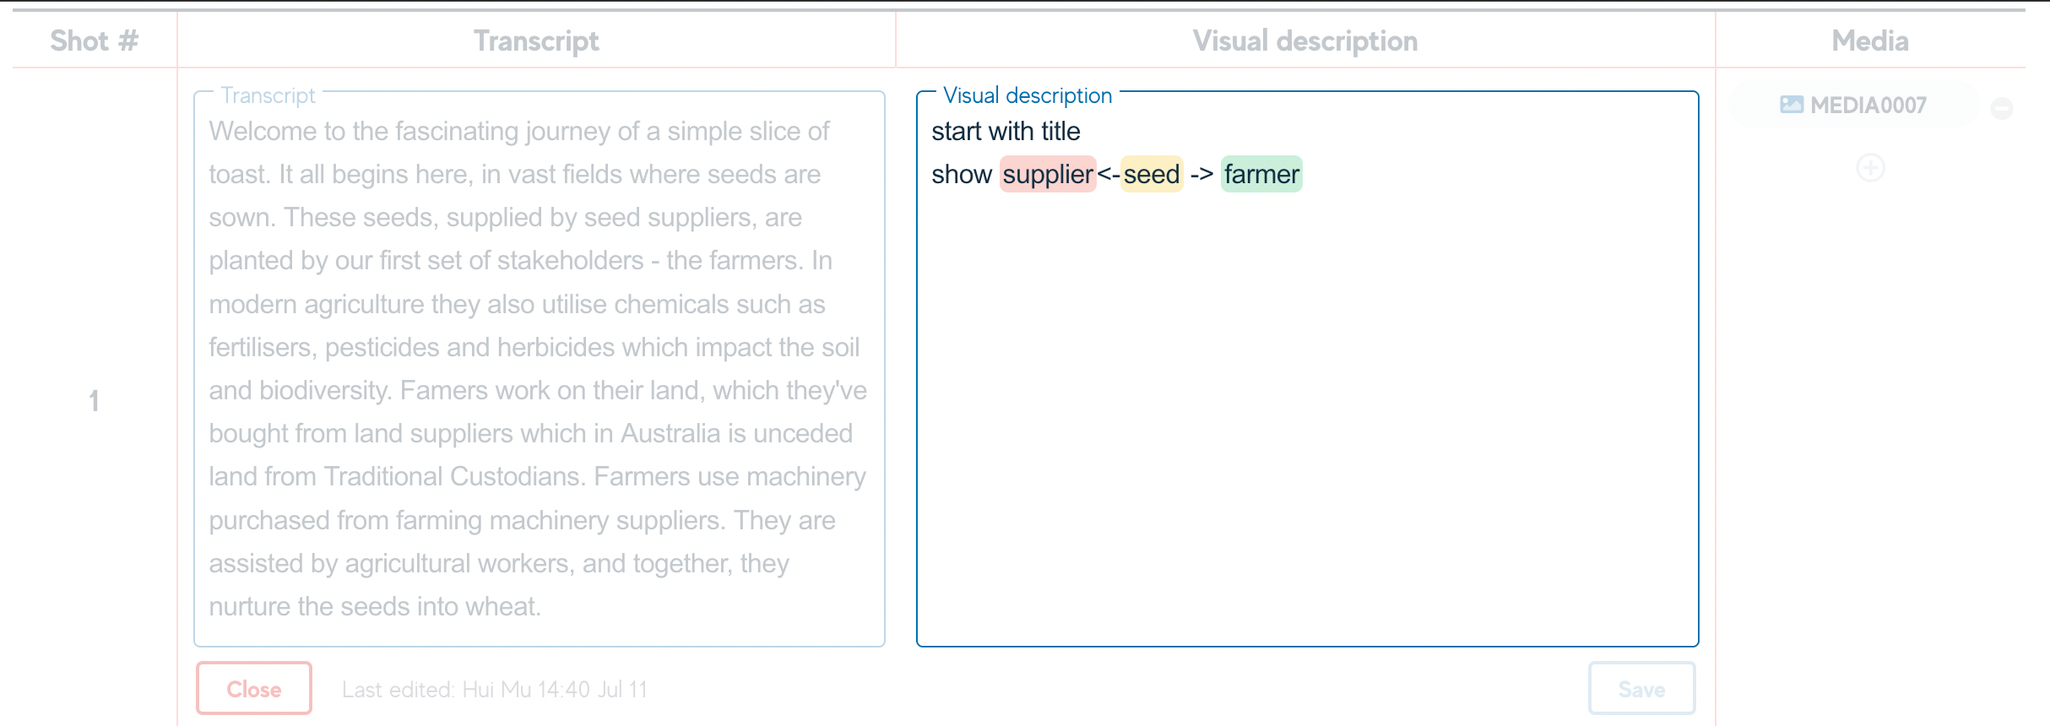 Shot #
Transcript
Visual description
Media
1
Transcript
Welcome to the fascinating journey of a simple slice of
toast. It all begins here, in vast fields where seeds are
sown. These seeds, supplied by seed suppliers, are
planted by our first set of stakeholders - the farmers. In
modern agriculture they also utilise chemicals such as
fertilisers, pesticides and herbicides which impact the soil
and biodiversity. Famers work on their land, which they've
bought from land suppliers which in Australia is unceded
land from Traditional Custodians. Farmers use machinery
purchased from farming machinery suppliers. They are
assisted by agricultural workers, and together, they
nurture the seeds into wheat.
Visual description
start with title
show supplier<-seed -> farmer
MEDIA0007
Close
Last edited: Hui Mu 14:40 Jul 11
Save